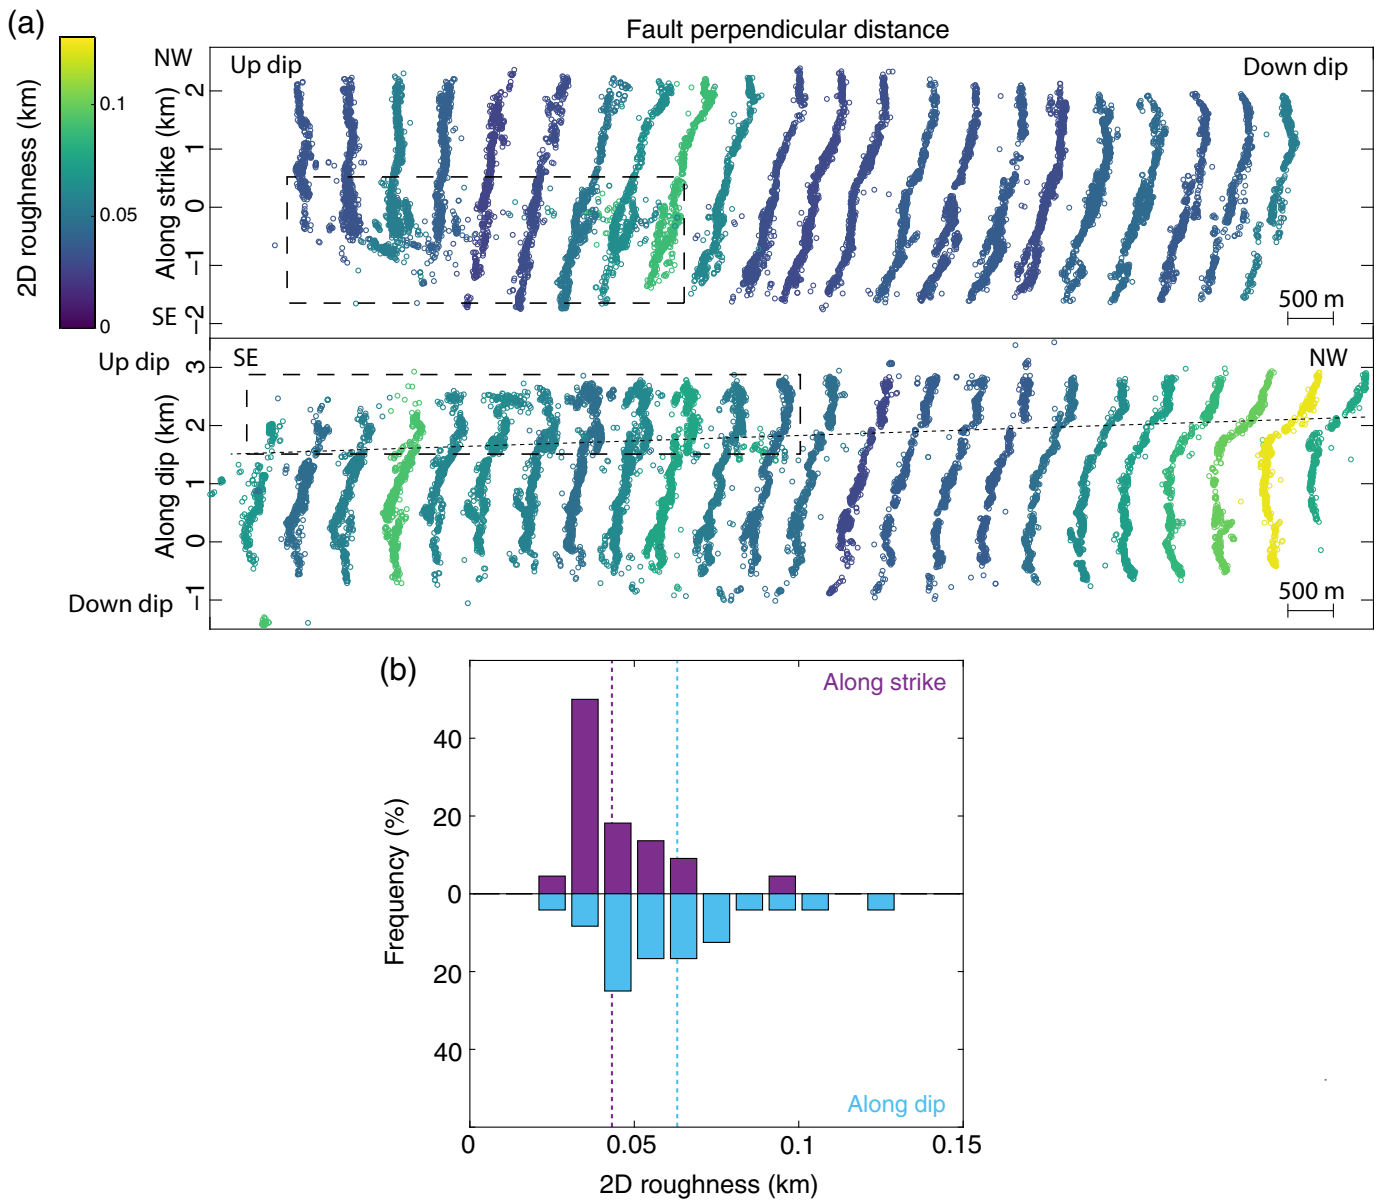 (a)
Fault perpendicular distance
2D roughness (km)
0.1
0.05
0
NW
Up dip
Down dip
Along strike (km)
2
1
0
−1
−2
SE
500 m
Up dip
SE
NW
Along dip (km)
3
2
1
0
−1
Down dip
500 m
(b)
Along strike
Frequency (%)
40
20
0
20
40
Along dip
0
0.05
0.1
0.15
2D roughness (km)